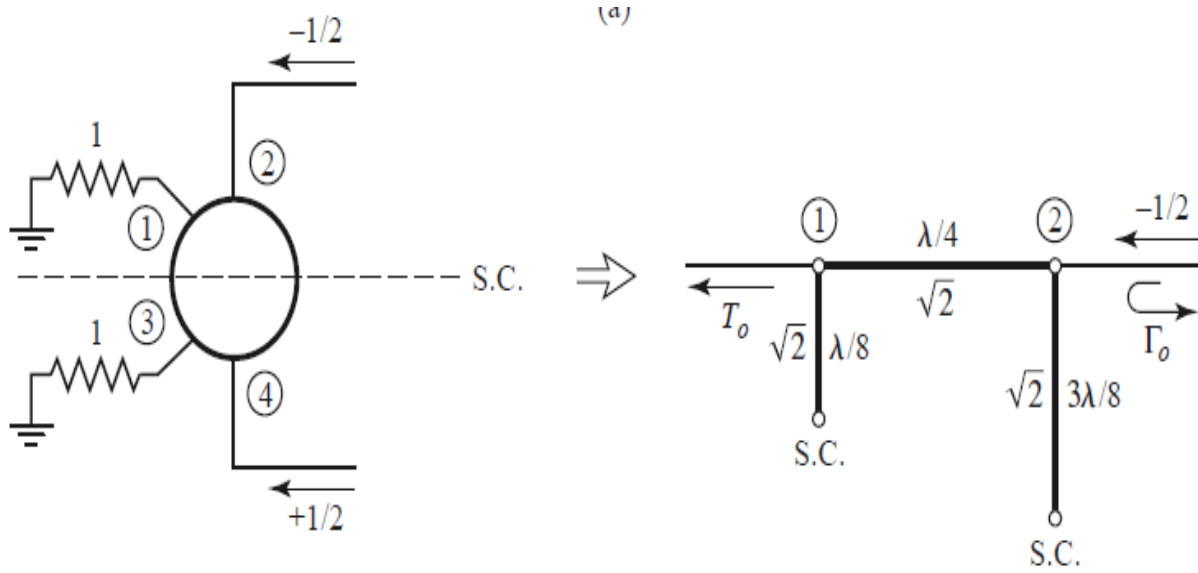 (a)
–1/2
1
②
①
S.C.
③
1
④
+1/2
①
λ/4
②
–1/2
√2
T_o
Γ_o
√2 λ/8
√2 3λ/8
S.C.
S.C.